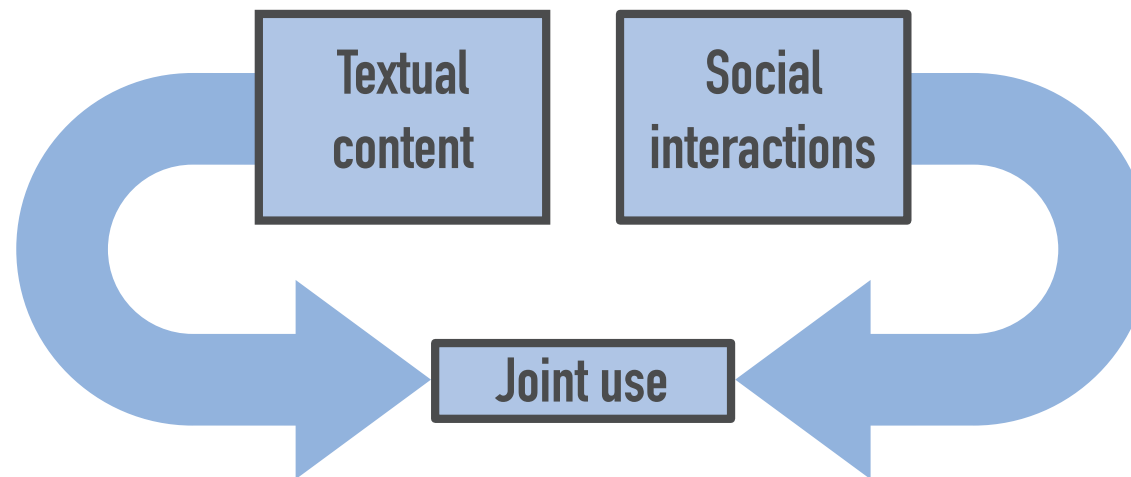 Textual
content
Social
interactions
Joint use